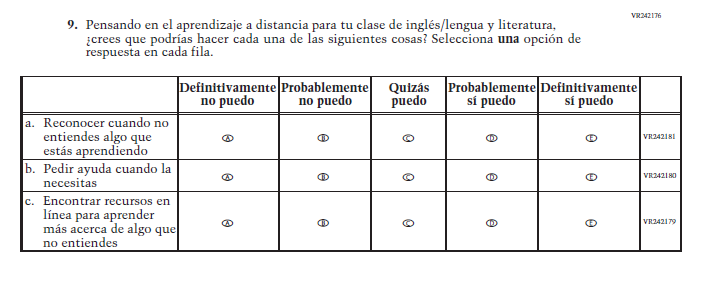 VR242176
9. Pensando en el aprendizaje a distancia para tu clase de inglés/lengua y literatura,
¿crees que podrías hacer cada una de las siguientes cosas? Selecciona una opción de
respuesta en cada fila.
Definitivamente no puedo
Probablemente no puedo
Quizás puedo
Probablemente sí puedo
Definitivamente sí puedo
a. Reconocer cuando no
entiendes algo que
estás aprendiendo
A B C D E VR242181
b. Pedir ayuda cuando la
necesitas
A B C D E VR242180
c. Encontrar recursos en
línea para aprender
más acerca de algo que
no entiendes
A B C D E VR242179